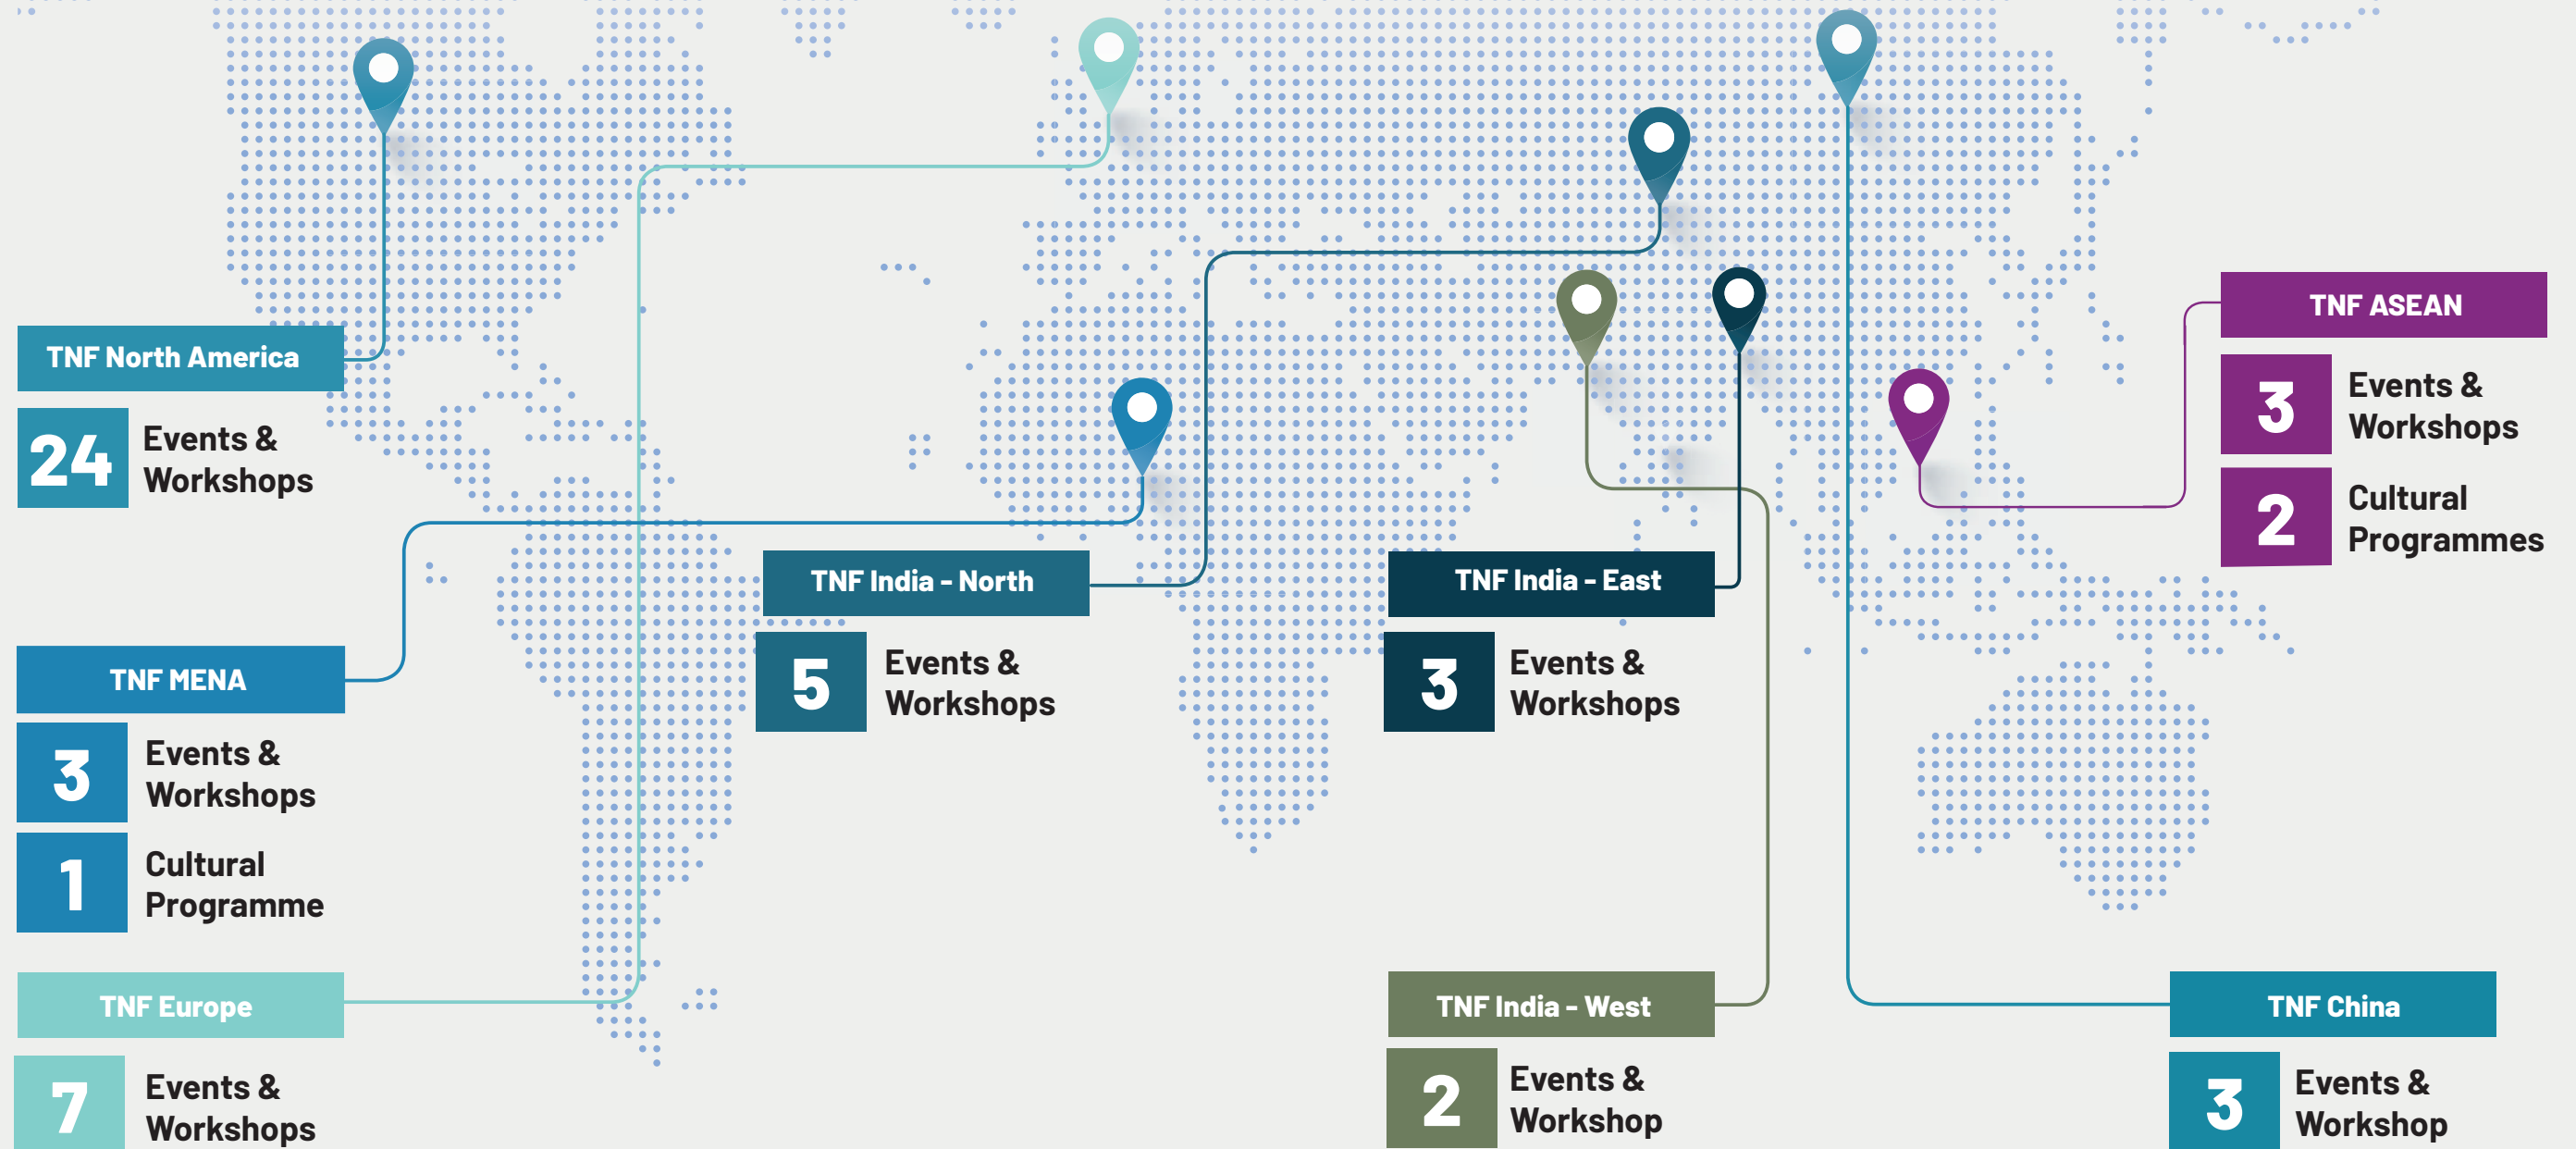 TNF North America
24
Events &
Workshops
TNF MENA
3
Events &
Workshops
1
Cultural
Programme
TNF Europe
7
Events &
Workshops
TNF India - North
5
Events &
Workshops
TNF India - East
3
Events &
Workshops
TNF India - West
2
Events &
Workshop
TNF ASEAN
3
Events &
Workshops
2
Cultural
Programmes
TNF China
3
Events &
Workshop